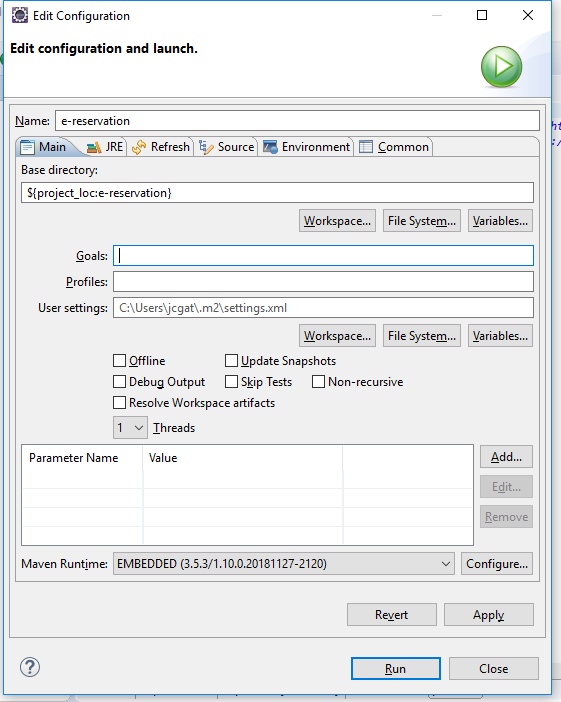 Edit Configuration
Edit configuration and launch.
Name: e-reservation
Main JRE Refresh Source Environment Common
Base directory:
${project_loc:e-reservation}
Workspace... File System... Variables...
Goals:
Profiles:
User settings: C:\Users\jcgat\.m2\settings.xml
Workspace... File System... Variables...
Offline Update Snapshots
Debug Output Skip Tests Non-recursive
Resolve Workspace artifacts
1 Threads
Parameter Name Value Add...
Edit...
Remove
Maven Runtime: EMBEDDED (3.5.3/1.10.0.20181127-2120) Configure...
Revert Apply
? Run Close